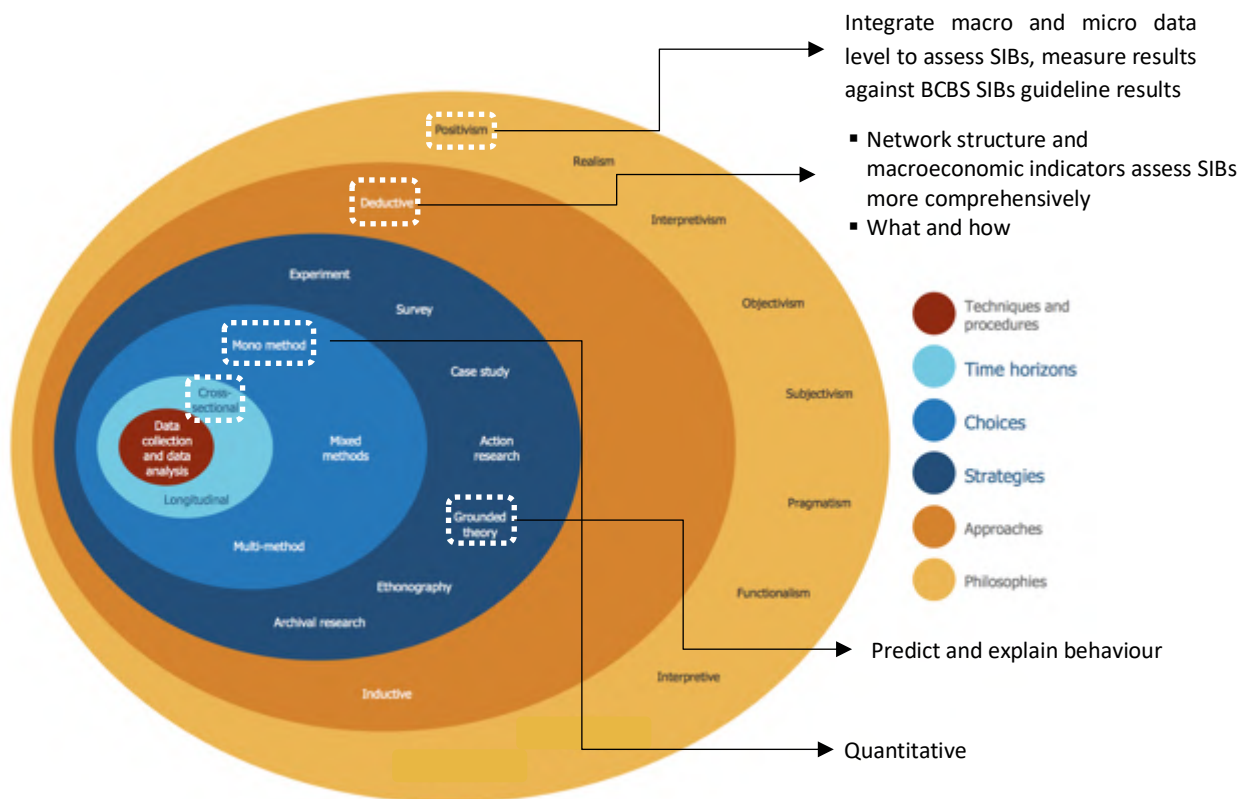 Integrate macro and micro data
level to assess SIBs, measure results
against BCBS SIBs guideline results
▪ Network structure and
macroeconomic indicators assess SIBs
more comprehensively
▪ What and how
Positivism
Realism
Deductive
Interpretivism
Experiment
Survey
Objectivism
Mono method
Case study
Cross-
sectional
Subjectivism
Data
collection
and data
analysis
Mixed
methods
Action
research
Longitudinal
Grounded
theory
Pragmatism
Multi-method
Ethonography
Functionalism
Archival research
Interpretive
Inductive
Techniques and
procedures
Time horizons
Choices
Strategies
Approaches
Philosophies
Predict and explain behaviour
Quantitative